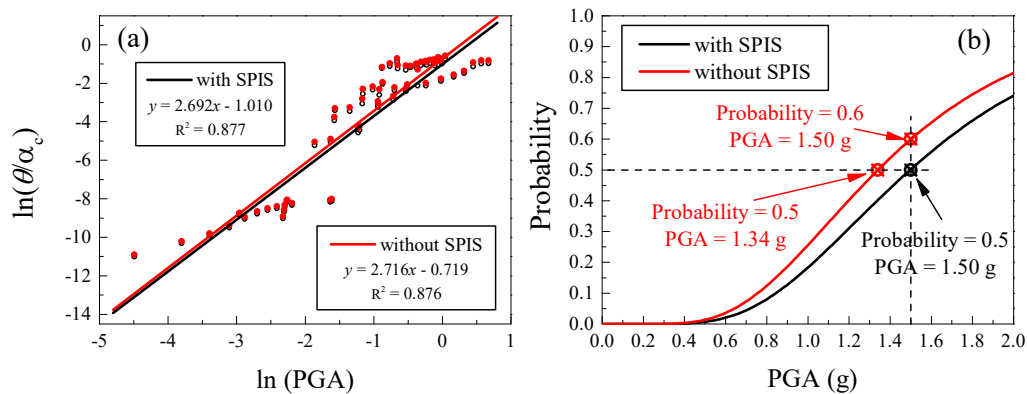 (a)
with SPIS
y = 2.692x - 1.010
R² = 0.877
without SPIS
y = 2.716x - 0.719
R² = 0.876
ln(θ/α_c)
0
-2
-4
-6
-8
-10
-12
-14
-5 -4 -3 -2 -1 0 1
ln (PGA)
(b)
with SPIS
without SPIS
Probability = 0.6
PGA = 1.50 g
Probability = 0.5
PGA = 1.34 g
Probability = 0.5
PGA = 1.50 g
Probability
1.0
0.9
0.8
0.7
0.6
0.5
0.4
0.3
0.2
0.1
0.0
0.0 0.2 0.4 0.6 0.8 1.0 1.2 1.4 1.6 1.8 2.0
PGA (g)